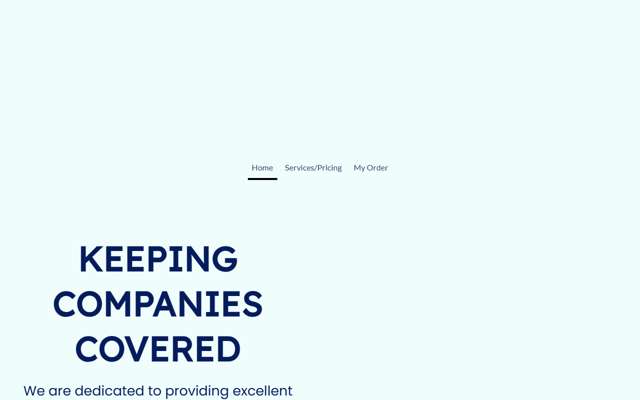 Home
Services/Pricing
My Order
KEEPING
COMPANIES
COVERED
We are dedicated to providing excellent